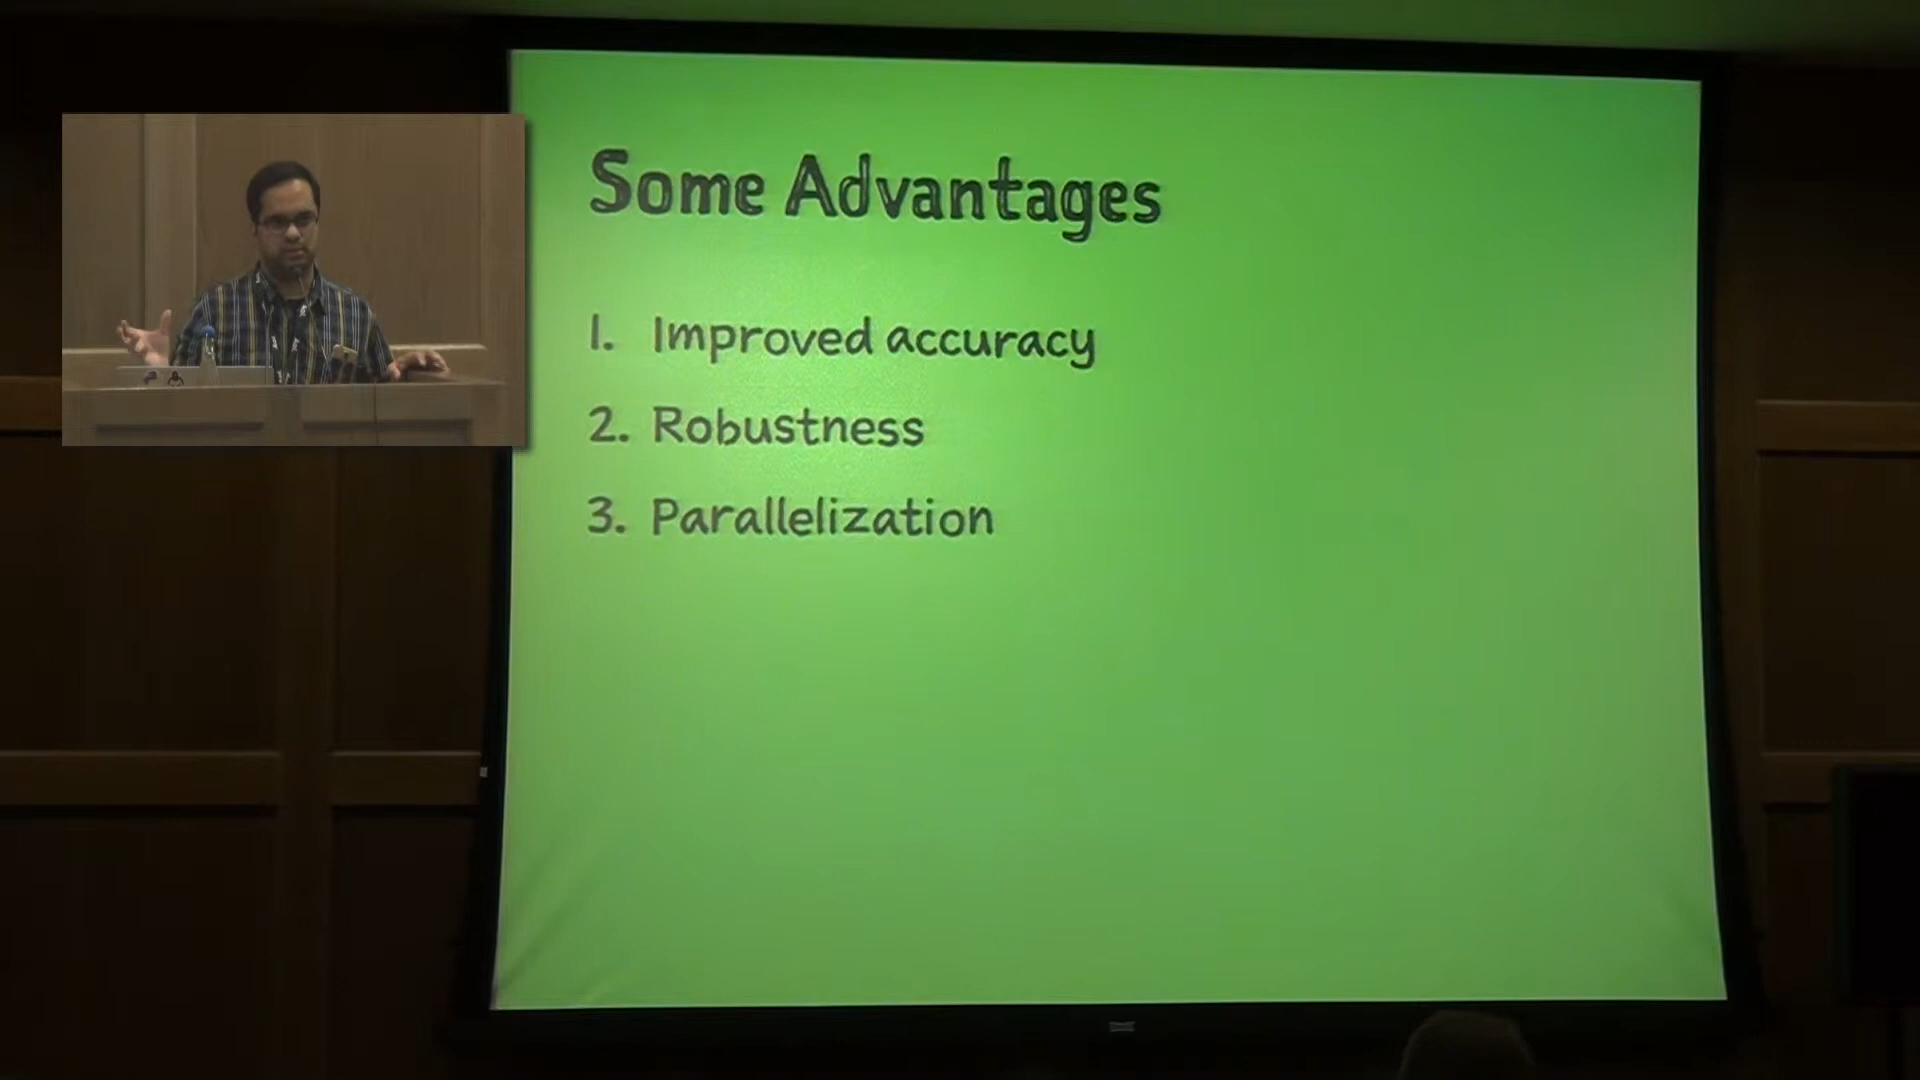 Some Advantages
1. Improved accuracy
2. Robustness
3. Parallelization